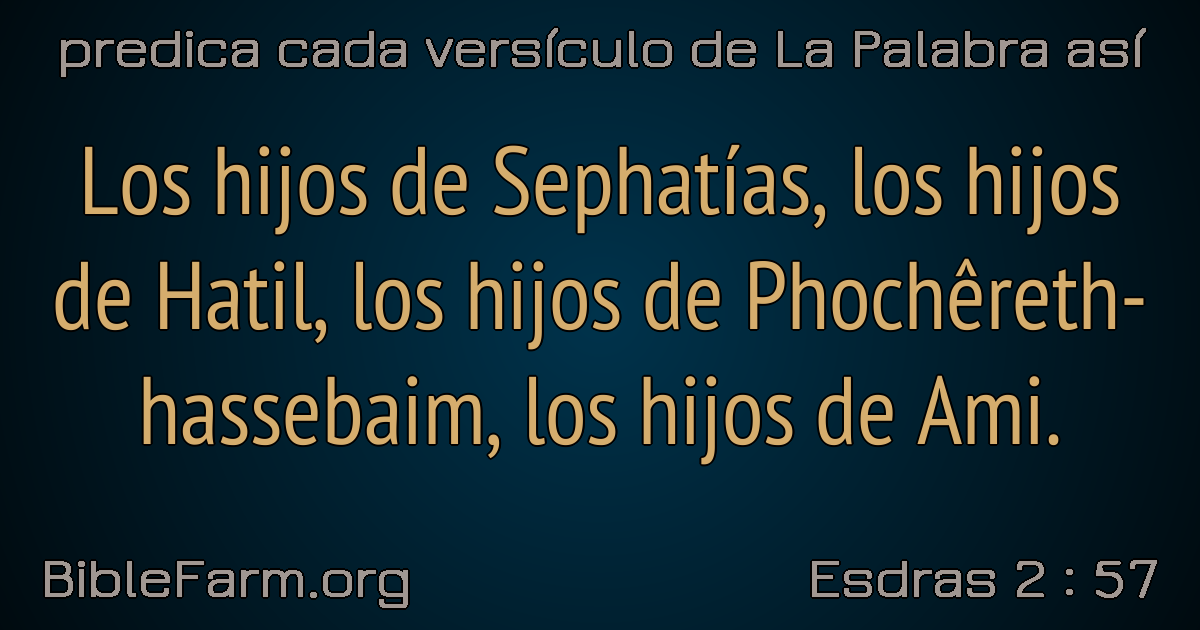 predica cada versículo de La Palabra así
Los hijos de Sephatías, los hijos
de Hatil, los hijos de Phochêreth-
hassebaim, los hijos de Ami.
BibleFarm.org
Esdras 2 : 57